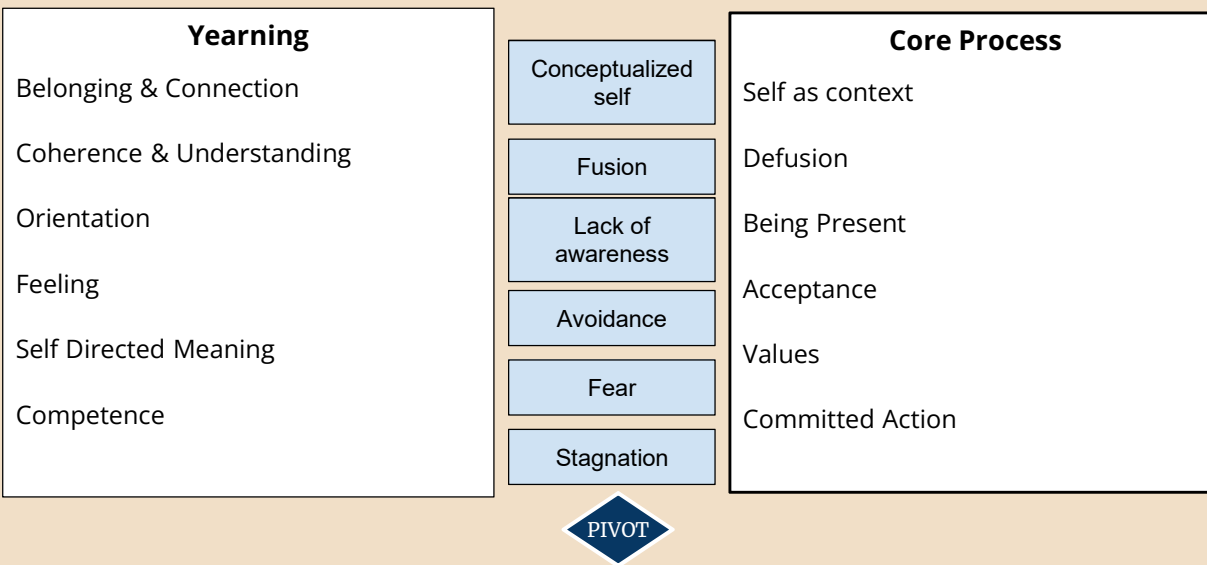 Yearning
Belonging & Connection
Coherence & Understanding
Orientation
Feeling
Self Directed Meaning
Competence
Conceptualized
self
Fusion
Lack of
awareness
Avoidance
Fear
Stagnation
PIVOT
Core Process
Self as context
Defusion
Being Present
Acceptance
Values
Committed Action